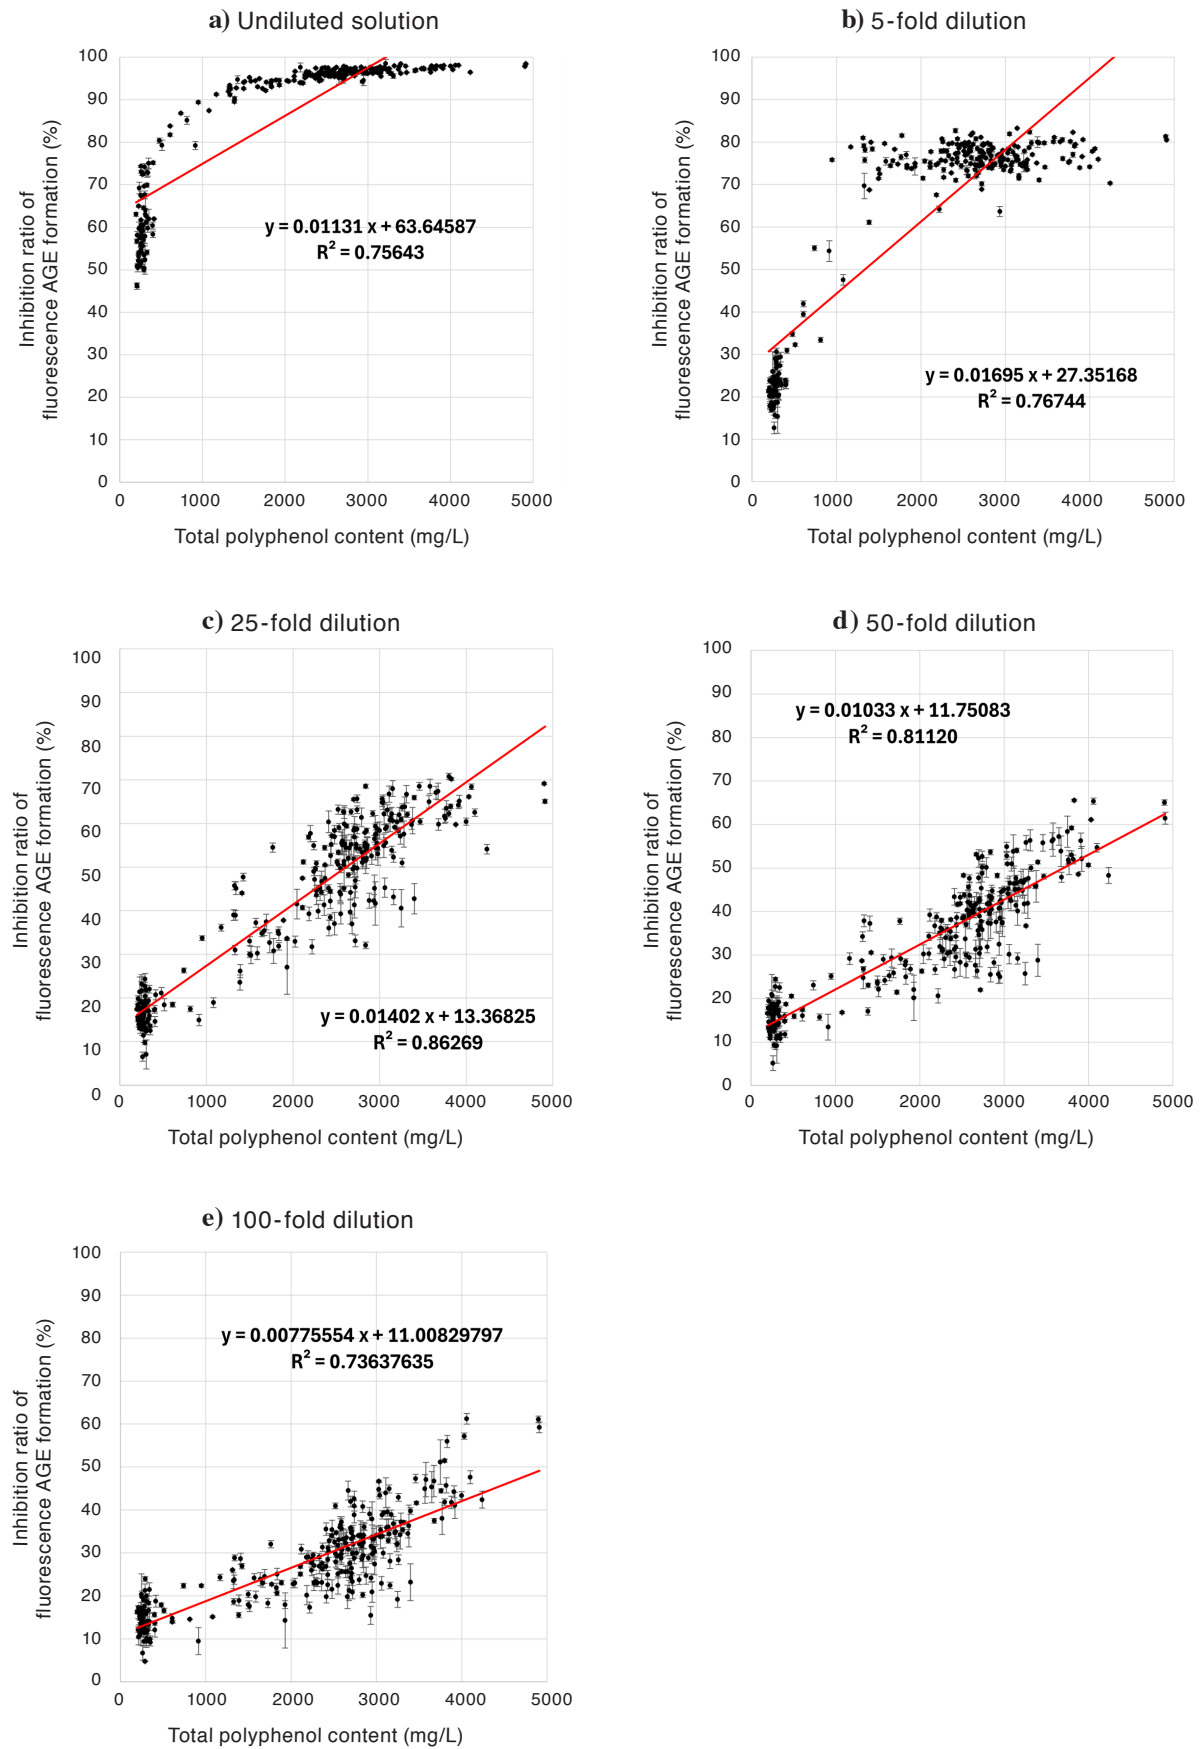 a) Undiluted solution
Inhibition ratio of
fluorescence AGE formation (%)
100
90
80
70
60
50
40
30
20
10
0
y = 0.01131 x + 63.64587
R² = 0.75643
0 1000 2000 3000 4000 5000
Total polyphenol content (mg/L)
b) 5-fold dilution
Inhibition ratio of
fluorescence AGE formation (%)
100
90
80
70
60
50
40
30
20
10
0
y = 0.01695 x + 27.35168
R² = 0.76744
0 1000 2000 3000 4000 5000
Total polyphenol content (mg/L)
c) 25-fold dilution
Inhibition ratio of
fluorescence AGE formation (%)
100
90
80
70
60
50
40
30
20
10
0
y = 0.01402 x + 13.36825
R² = 0.86269
0 1000 2000 3000 4000 5000
Total polyphenol content (mg/L)
d) 50-fold dilution
Inhibition ratio of
fluorescence AGE formation (%)
100
90
80
70
60
50
40
30
20
10
0
y = 0.01033 x + 11.75083
R² = 0.81120
0 1000 2000 3000 4000 5000
Total polyphenol content (mg/L)
e) 100-fold dilution
Inhibition ratio of
fluorescence AGE formation (%)
100
90
80
70
60
50
40
30
20
10
0
y = 0.00775554 x + 11.00829797
R² = 0.73637635
0 1000 2000 3000 4000 5000
Total polyphenol content (mg/L)